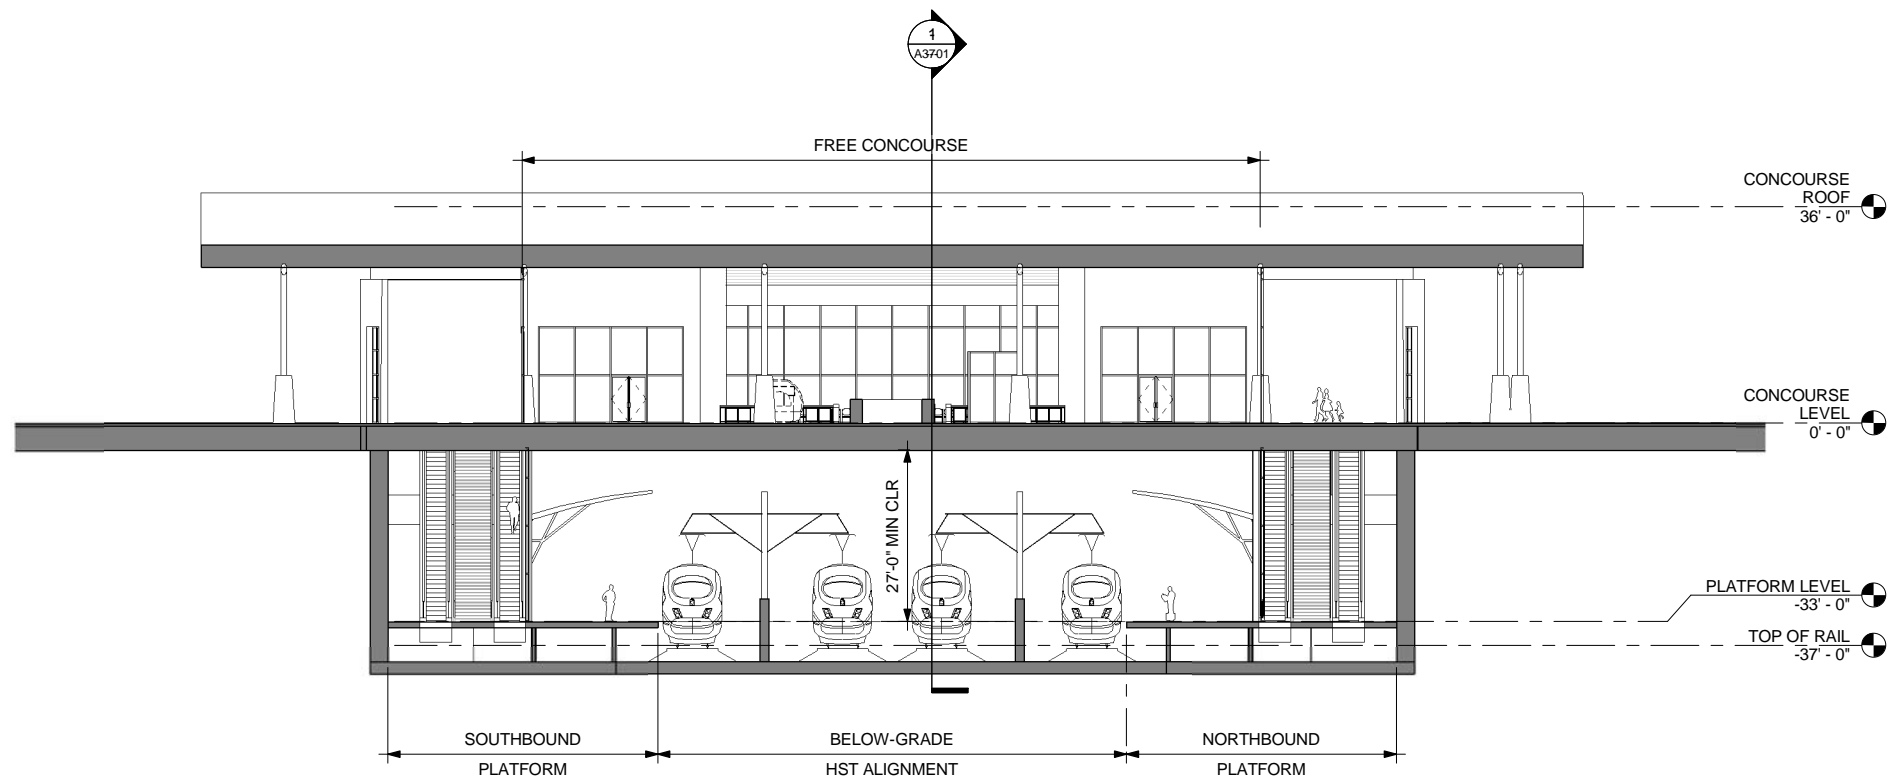 1
A3701
FREE CONCOURSE
CONCOURSE
ROOF
36' - 0"
CONCOURSE
LEVEL
0' - 0"
27'-0" MIN CLR
PLATFORM LEVEL
-33' - 0"
TOP OF RAIL
-37' - 0"
SOUTHBOUND
PLATFORM
BELOW-GRADE
HST ALIGNMENT
NORTHBOUND
PLATFORM